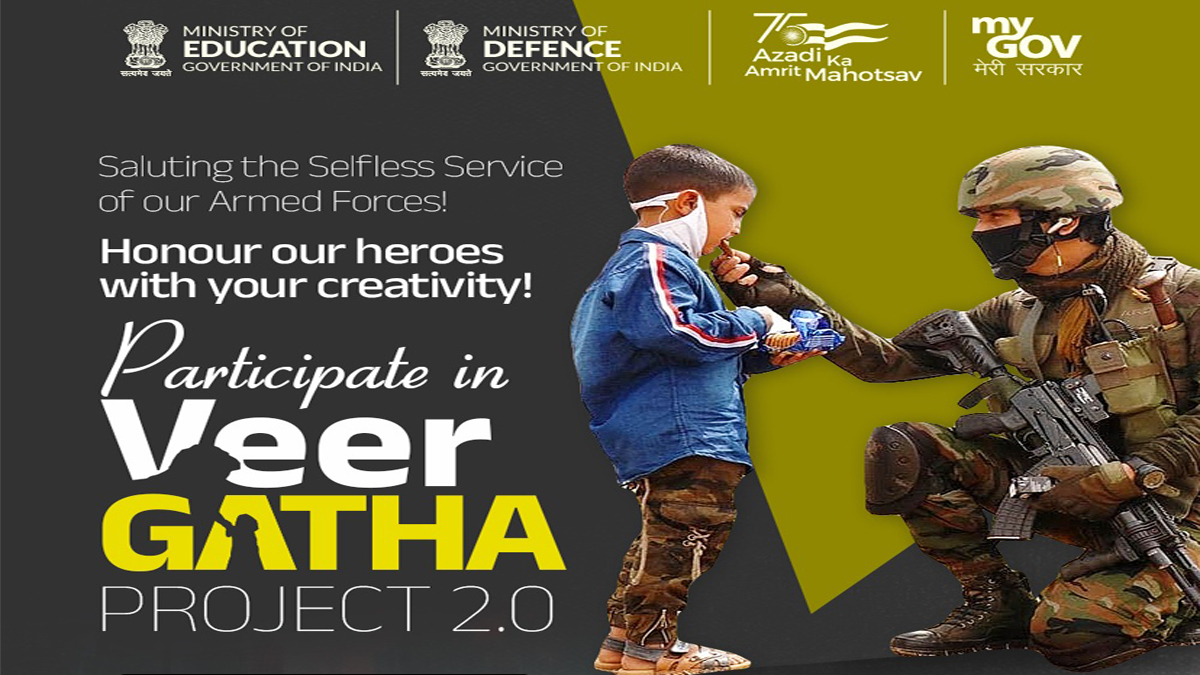 MINISTRY OF
EDUCATION
GOVERNMENT OF INDIA
सत्यमेव जयते
MINISTRY OF
DEFENCE
GOVERNMENT OF INDIA
सत्यमेव जयते
75
Azadi Ka
Amrit Mahotsav
my
GOV
मेरी सरकार
Saluting the Selfless Service
of our Armed Forces!
Honour our heroes
with your creativity!
Participate in
Veer
GATHA
PROJECT 2.0